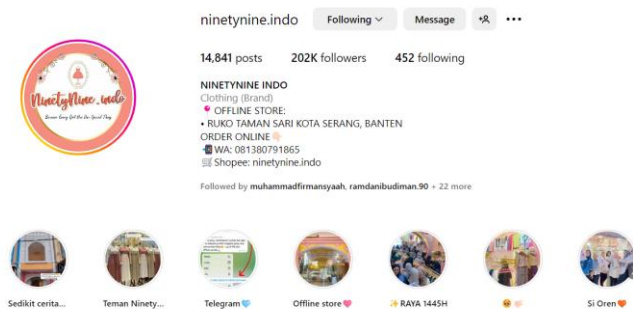 ninetynine.indo Following Message
14,841 posts 202K followers 452 following
NinetyNine.indo
NINETYNINE INDO
Clothing (Brand)
OFFLINE STORE:
• RUKO TAMAN SARI KOTA SERANG, BANTEN
ORDER ONLINE👇🏻
📲WA: 081380791865
🛒Shopee: ninetynine.indo
Followed by muhammadfirmansyaah, ramdanibudiman.90 + 22 more
Sedikit cerita... Teman Ninety... Telegram🩵 Offline store🩷 ✨RAYA 1445H Si Oren🧡